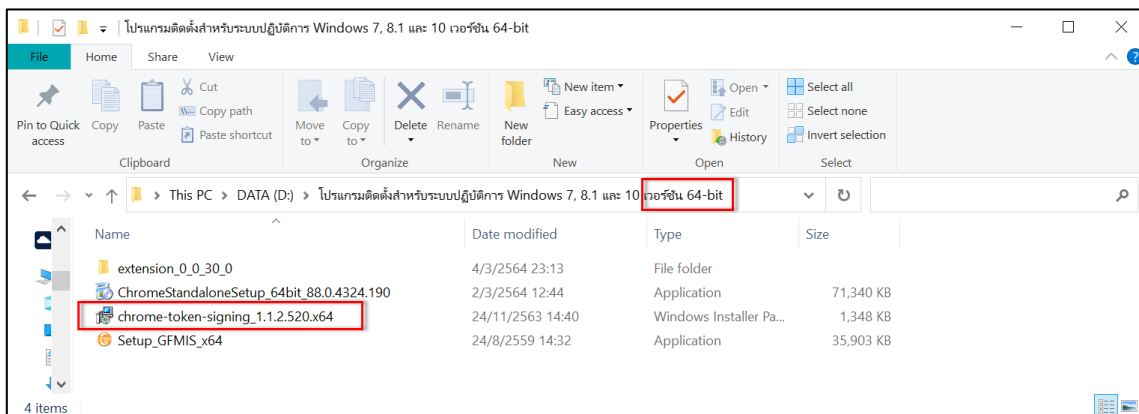 โปรแกรมติดตั้งสำหรับระบบปฏิบัติการ Windows 7, 8.1 และ 10 เวอร์ชัน 64-bit
File Home Share View
Pin to Quick access
Copy
Paste
Cut
Copy path
Paste shortcut
Clipboard
Move to
Copy to
Delete
Rename
Organize
New folder
New item
Easy access
New
Properties
Open
Edit
History
Open
Select all
Select none
Invert selection
Select
This PC > DATA (D:) > โปรแกรมติดตั้งสำหรับระบบปฏิบัติการ Windows 7, 8.1 และ 10 เวอร์ชัน 64-bit
Name Date modified Type Size
extension_0_0_30_0 4/3/2564 23:13 File folder
ChromeStandaloneSetup_64bit_88.0.4324.190 2/3/2564 12:44 Application 71,340 KB
chrome-token-signing_1.1.2.520.x64 24/11/2563 14:40 Windows Installer Pa... 1,348 KB
Setup_GFMIS_x64 24/8/2559 14:32 Application 35,903 KB
4 items